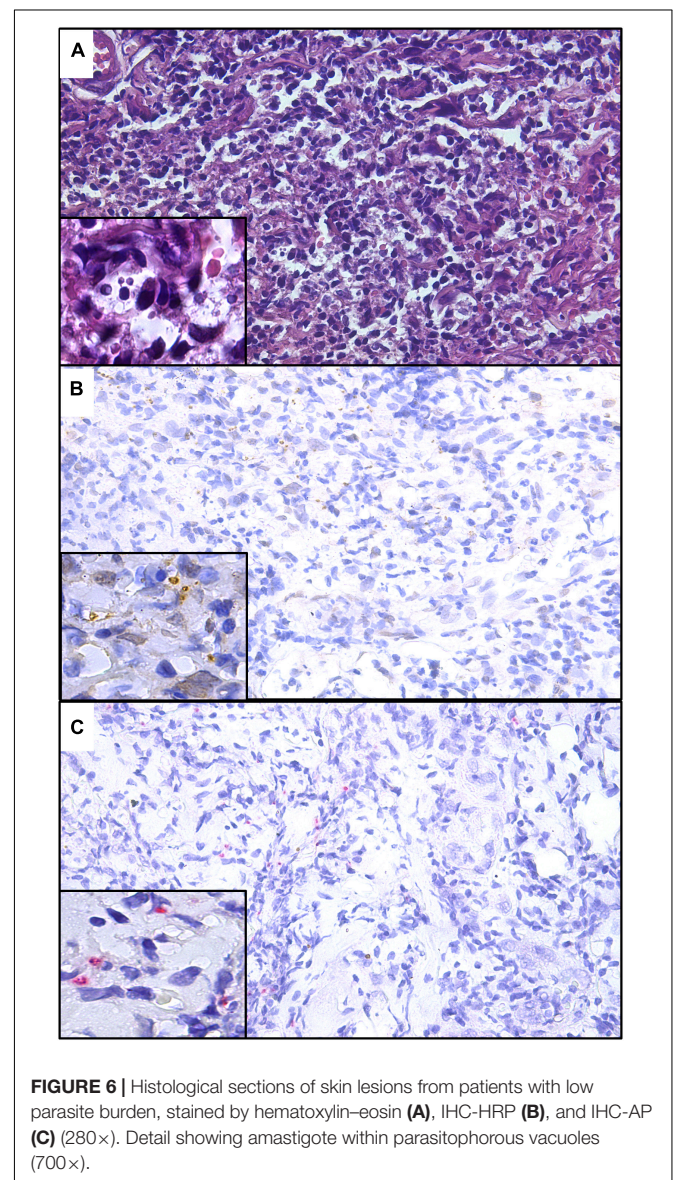 A
B
C
FIGURE 6 | Histological sections of skin lesions from patients with low
parasite burden, stained by hematoxylin–eosin (A), IHC-HRP (B), and IHC-AP
(C) (280×). Detail showing amastigote within parasitophorous vacuoles
(700×).